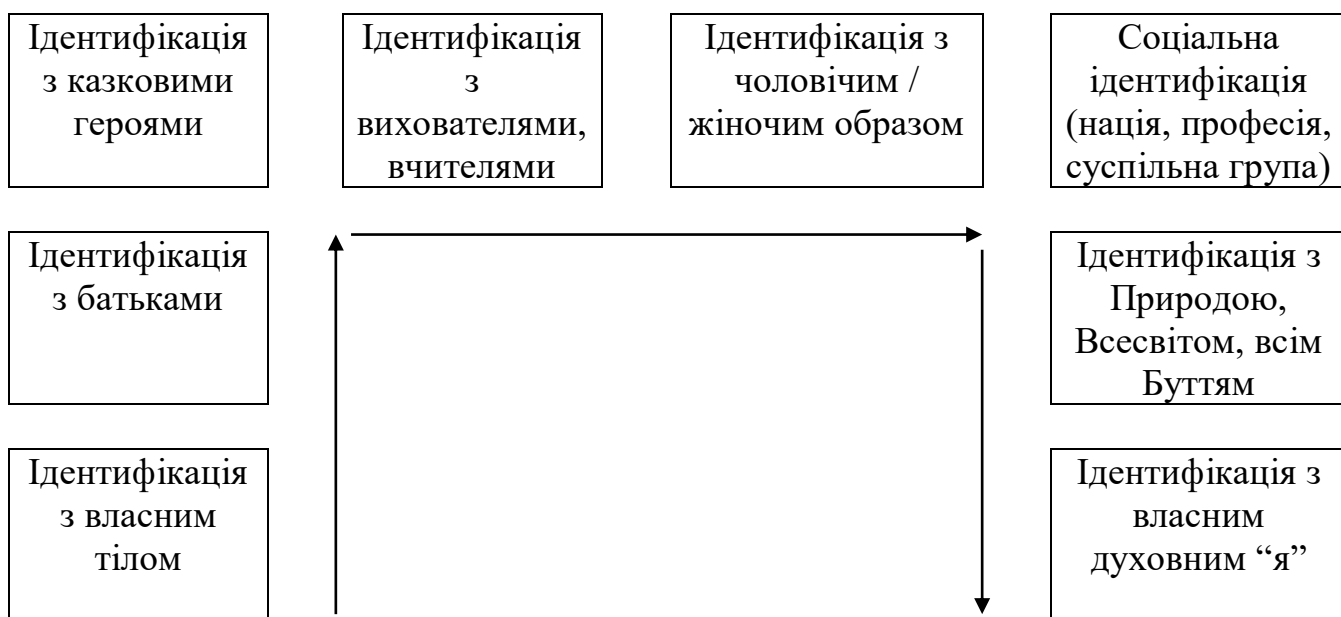 Ідентифікація
з казковими
героями
Ідентифікація
з
вихователями,
вчителями
Ідентифікація з
чоловічим /
жіночим образом
Соціальна
ідентифікація
(нація, професія,
суспільна група)
Ідентифікація
з батьками
Ідентифікація з
Природою,
Всесвітом, всім
Буттям
Ідентифікація
з власним
тілом
Ідентифікація з
власним
духовним “я”